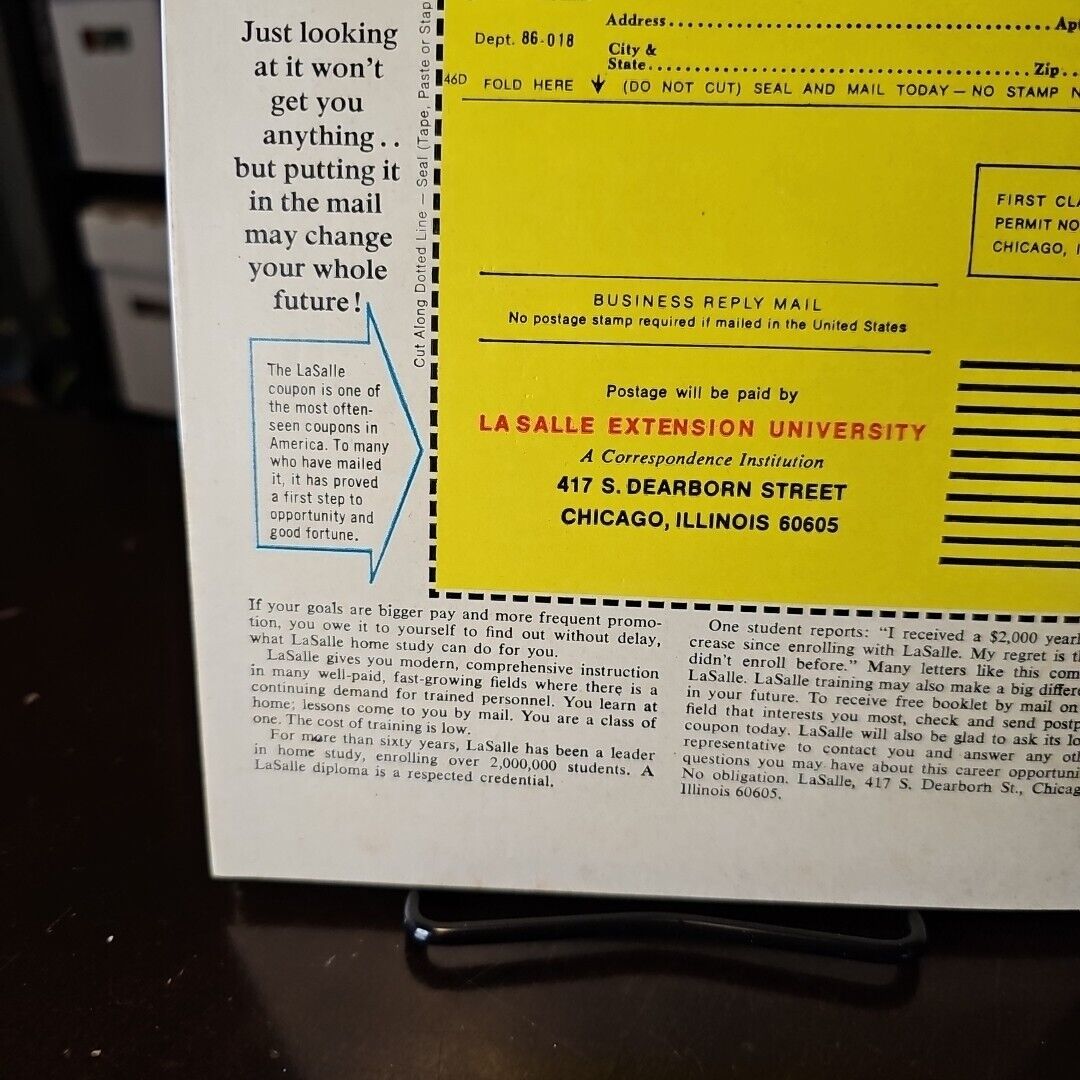 Just looking
at it won't
get you
anything..
but putting it
in the mail
may change
your whole
future!
The LaSalle
coupon is one of
the most often-
seen coupons in
America. To many
who have mailed
it, it has proved
a first step to
opportunity and
good fortune.
Cut Along Dotted Line — Seal (Tape, Paste or Stap
Address
Dept. 86-018
City &
State Zip
46D FOLD HERE (DO NOT CUT) SEAL AND MAIL TODAY — NO STAMP
FIRST
PERMIT NO
CHICAGO,
BUSINESS REPLY MAIL
No postage stamp required if mailed in the United States
Postage will be paid by
LA SALLE EXTENSION UNIVERSITY
A Correspondence Institution
417 S. DEARBORN STREET
CHICAGO, ILLINOIS 60605
If your goals are bigger pay and more frequent promo-
tion, you owe it to yourself to find out without delay,
what LaSalle home study can do for you.
LaSalle gives you modern, comprehensive instruction
in many well-paid, fast-growing fields where there is a
continuing demand for trained personnel. You learn at
home; lessons come to you by mail. You are a class of
one. The cost of training is low.
For more than sixty years, LaSalle has been a leader
in home study, enrolling over 2,000,000 students. A
LaSalle diploma is a respected credential.
One student reports: "I received a $2,000 yearl
crease since enrolling with LaSalle. My regret is
didn't enroll before." Many letters like this com
LaSalle. LaSalle training may also make a big differe
in your future. To receive free booklet by mail on
field that interests you most, check and send postp
coupon today. LaSalle will also be glad to ask its lo
representative to contact you and answer any ot
questions you may have about this career opportuni
No obligation. LaSalle, 417 S. Dearborn St., Chicag
Illinois 60605.